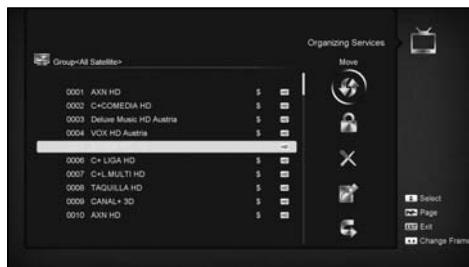 Organizing Services
Group<All Satellite>
Move
0001 AXN HD S
0002 C+COMEDIA HD S
0003 Deluxe Music HD Austria S
0004 VOX HD Austria S
0006 C+ LIGA HD S
0007 C+L.MULTI HD S
0008 TAQUILLA HD S
0009 CANAL+ 3D S
0010 AXN HD S
Select
Page
EXIT Exit
Change Frame